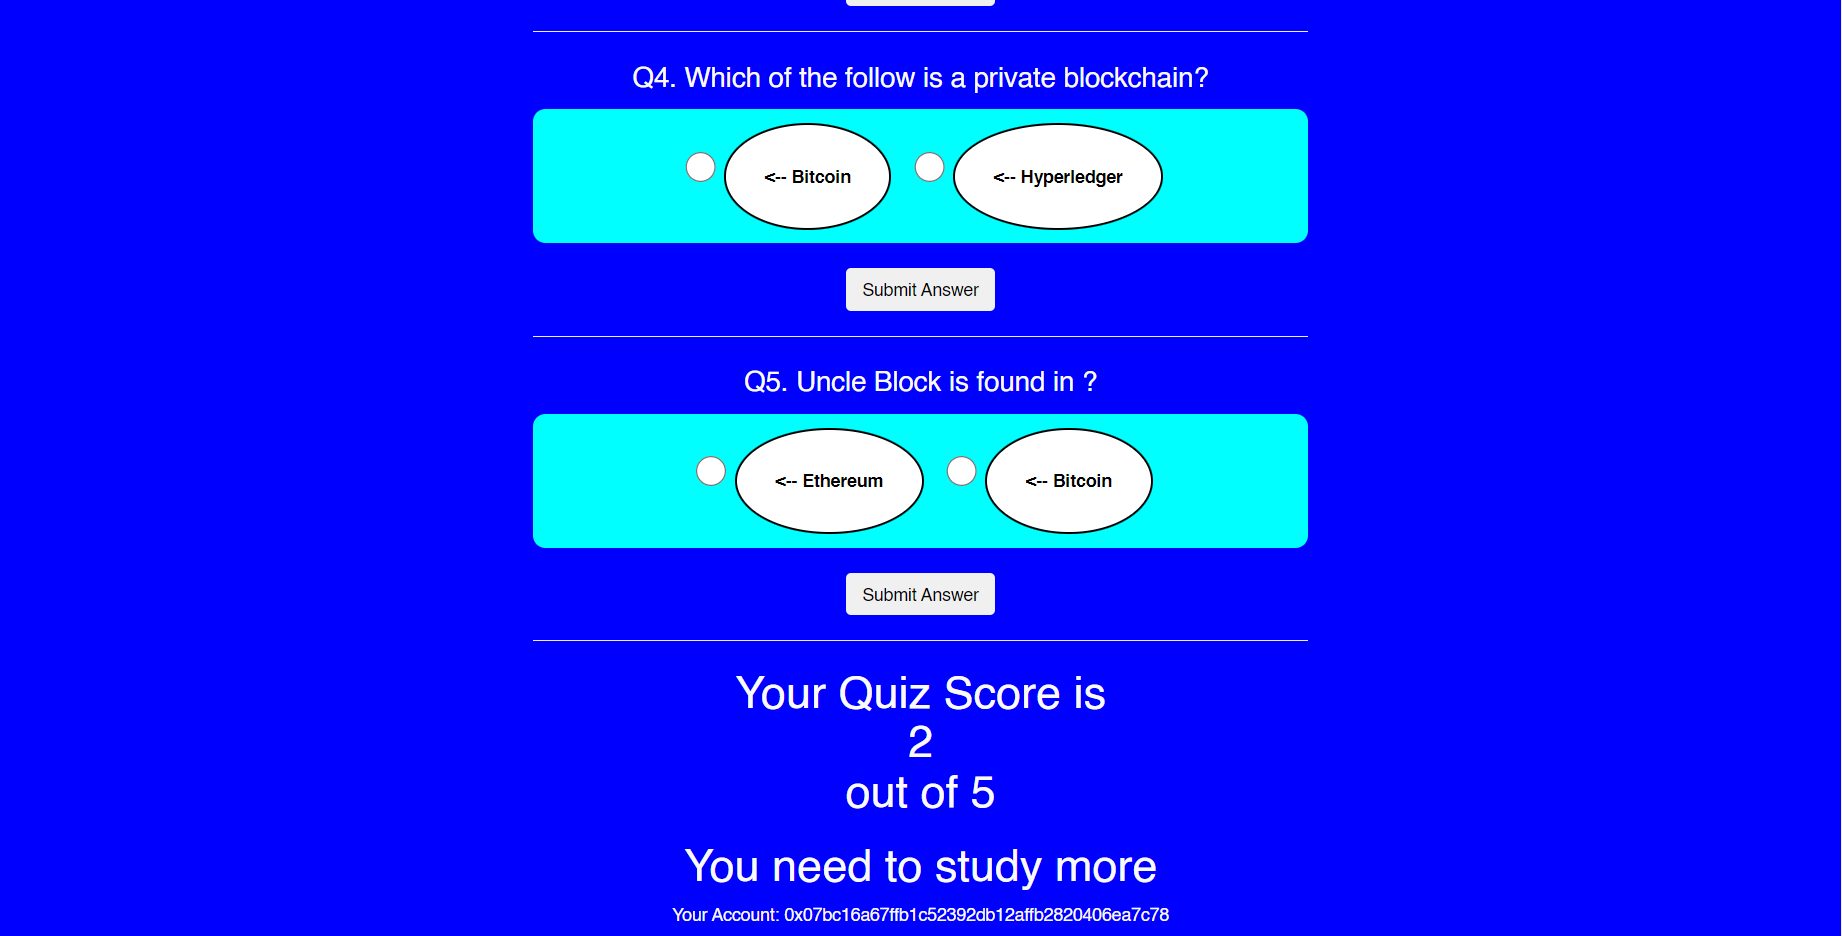 Q4. Which of the follow is a private blockchain?
<-- Bitcoin <-- Hyperledger
Submit Answer
Q5. Uncle Block is found in ?
<-- Ethereum <-- Bitcoin
Submit Answer
Your Quiz Score is
2
out of 5
You need to study more
Your Account: 0x07bc16a67ffb1c52392db12affb2820406ea7c78